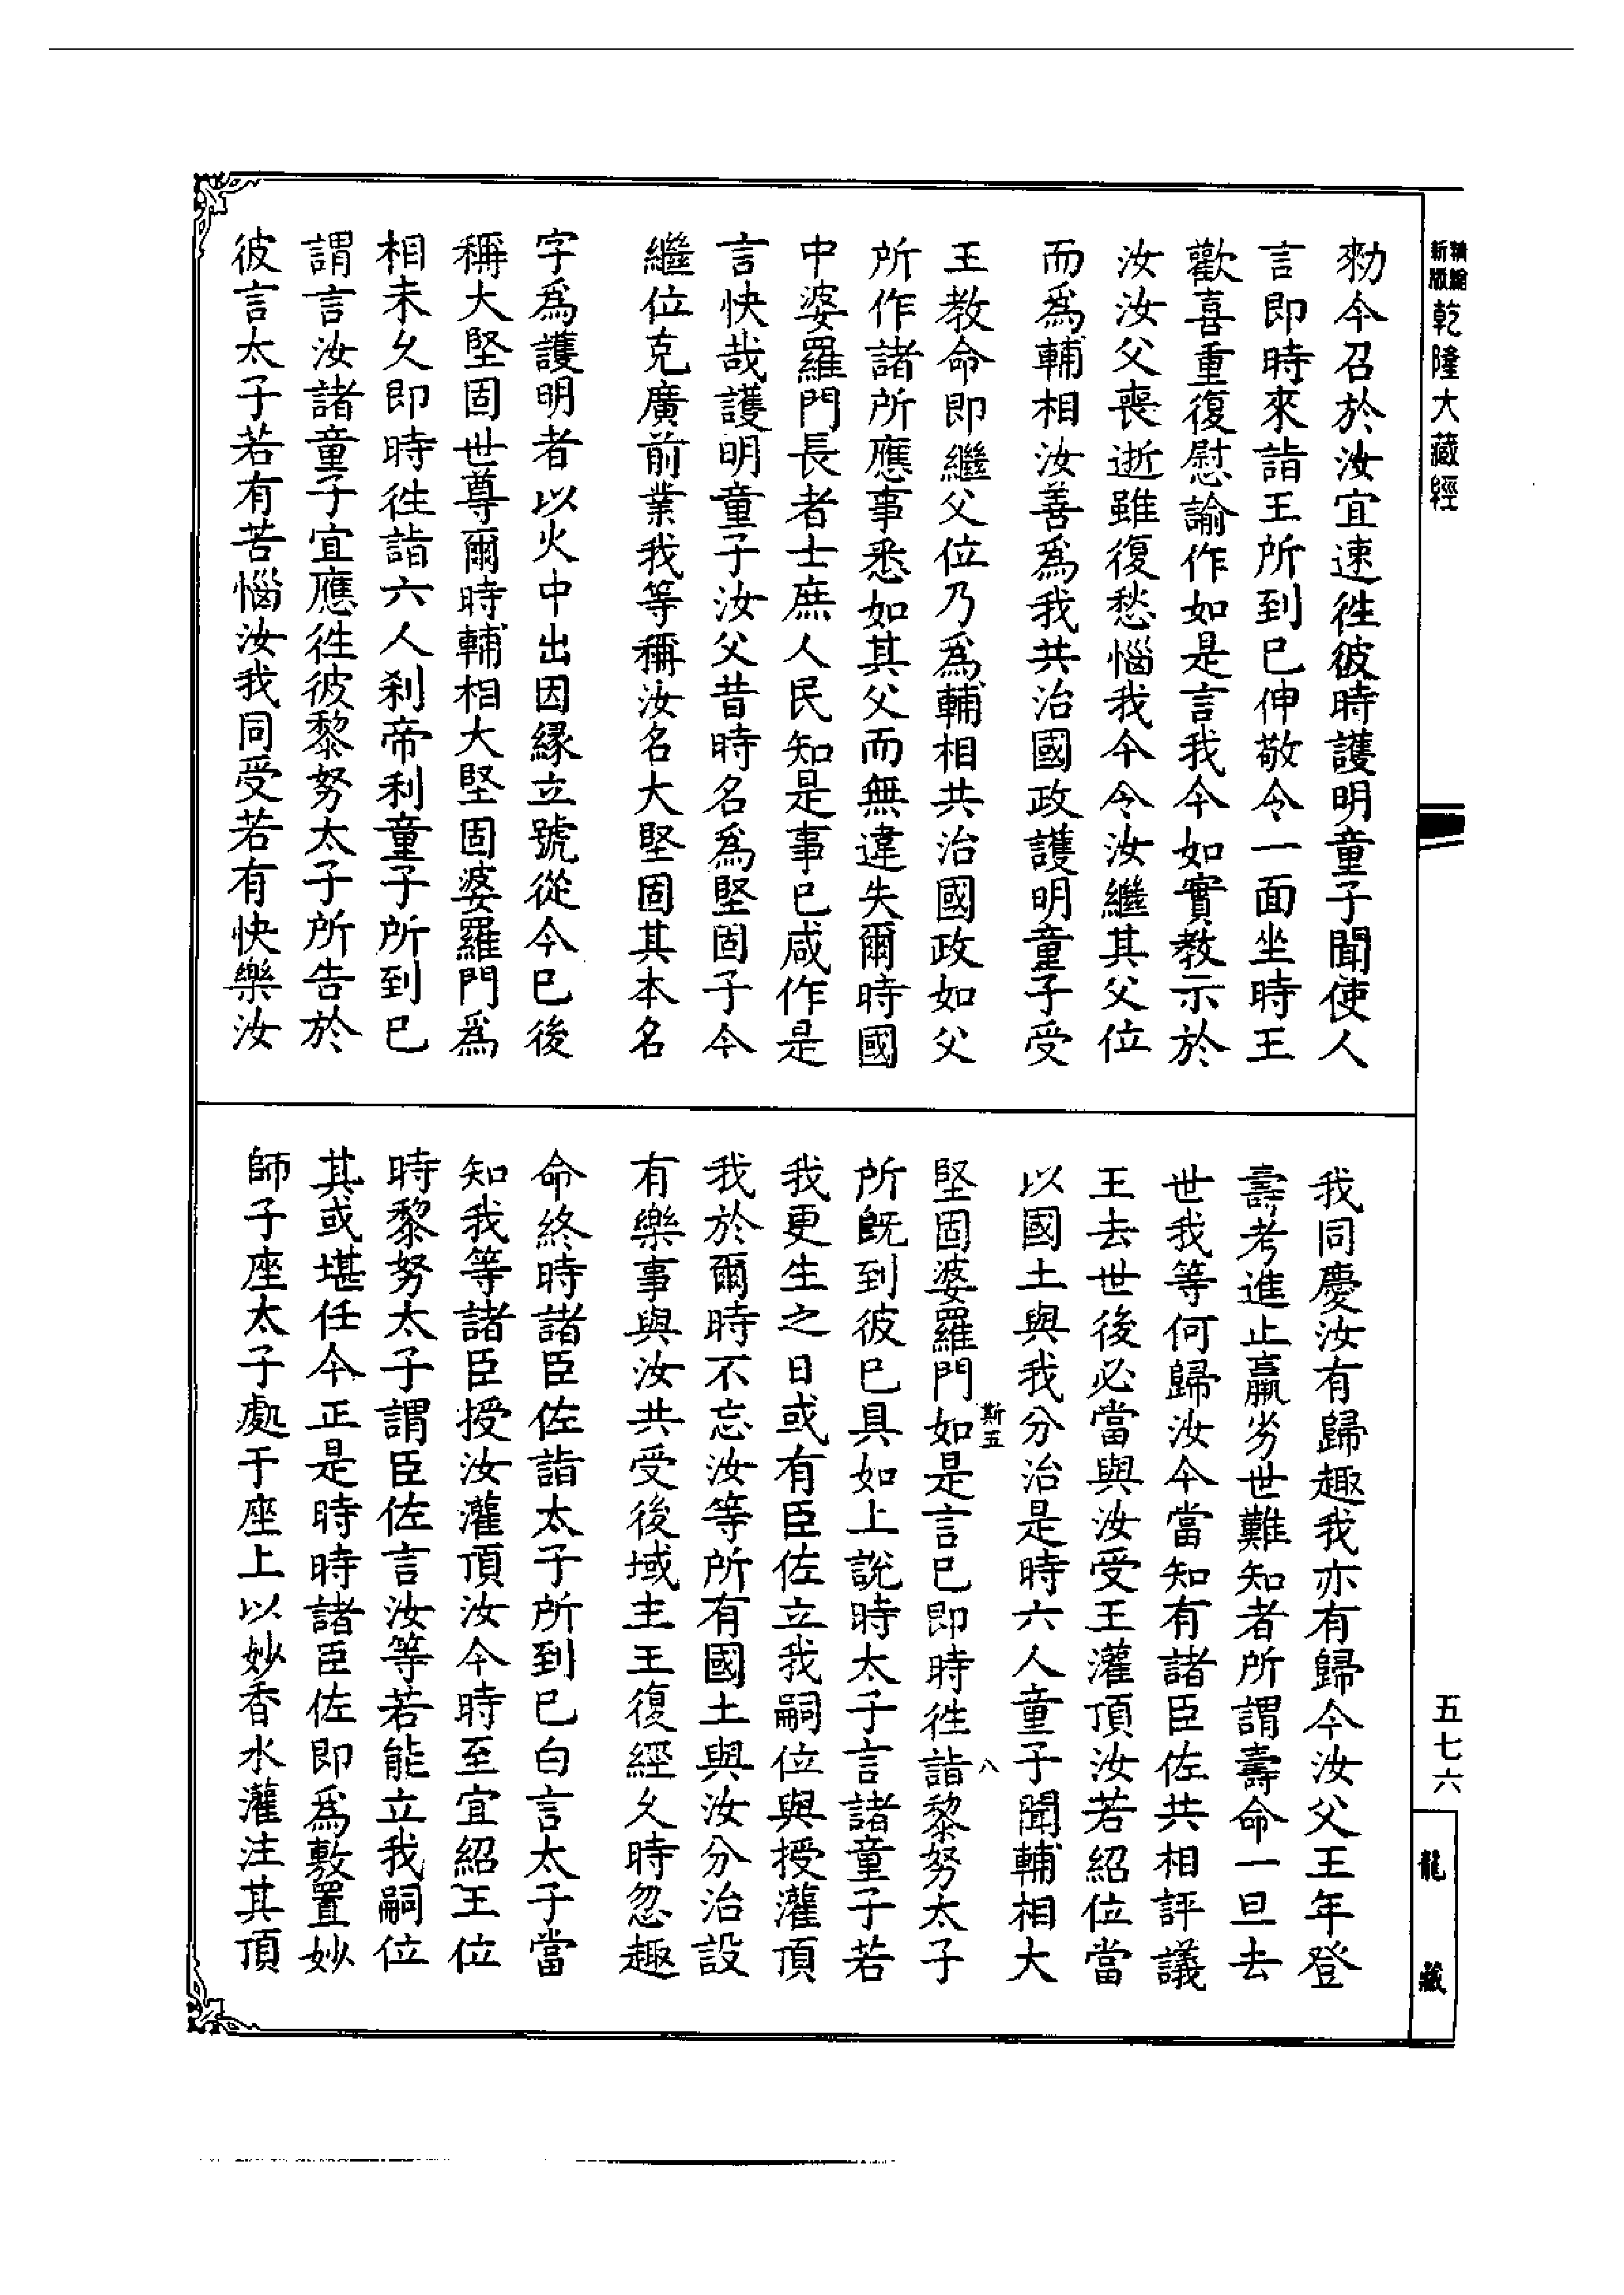 新版精縮乾隆大藏經
勑今召於汝宜速徃彼時護明童子聞使人
言即時來詣王所到已伸敬令一面坐時王
歡喜重復慰諭作如是言我今如實教示於
汝汝父喪逝雖復愁惱我今令汝繼其父位
而爲輔相汝善爲我共治國政護明童子受
王教命即繼父位乃爲輔相共治國政如父
所作諸所應事悉如其父而無違失爾時國
中婆羅門長者士庶人民知是事已咸作是
言快哉護明童子汝父昔時名爲堅固子今
繼位克廣前業我等稱汝名大堅固其本名
字爲護明者以火中出因緣立號從今已後
稱大堅固世尊爾時輔相大堅固婆羅門爲
相未久即時徃詣六人刹帝利童子所到已
謂言汝諸童子宜應徃彼黎努太子所告於
彼言太子若有苦惱汝我同受若有快樂汝
我同慶汝有歸趣我亦有歸今汝父王年登
壽考進止羸劣世難知者所謂壽命一旦去
世我等何歸汝今當知有諸臣佐共相評議
王去世後必當與汝受王灌頂汝若紹位當
以國土與我分治是時六人童子聞輔相大
斯五
八
堅固婆羅門如是言已即時徃詣黎努太子
所既到彼已具如上說時太子言諸童子若
我更生之日或有臣佐立我嗣位與授灌頂
我於爾時不忘汝等所有國土與汝分治設
有樂事與汝共受後域主王復經久時忽趣
命終時諸臣佐詣太子所到已白言太子當
知我等諸臣授汝灌頂汝今時至宜紹王位
時黎努太子謂臣佐言汝等若能立我嗣位
其或堪任今正是時時諸臣佐即爲敷置妙
師子座太子處于座上以妙香水灌注其頂
五七六
龍藏